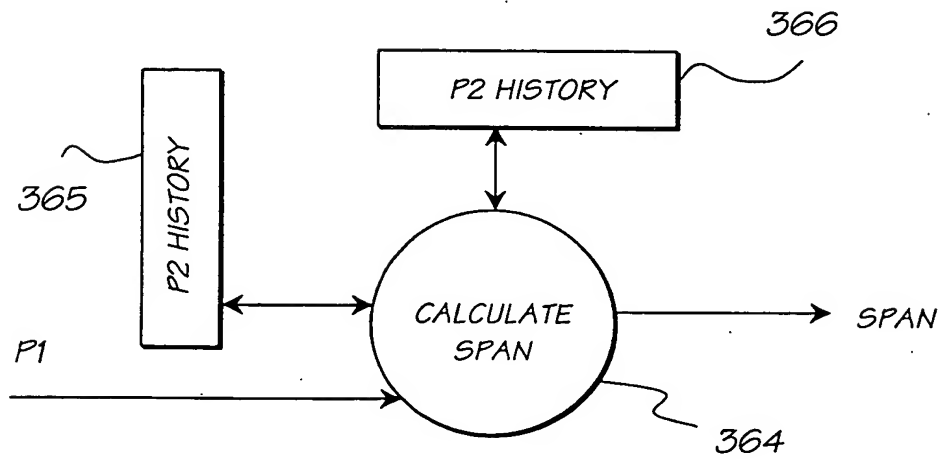 366
P2 HISTORY
365
P2 HISTORY
CALCULATE
SPAN
SPAN
P1
364